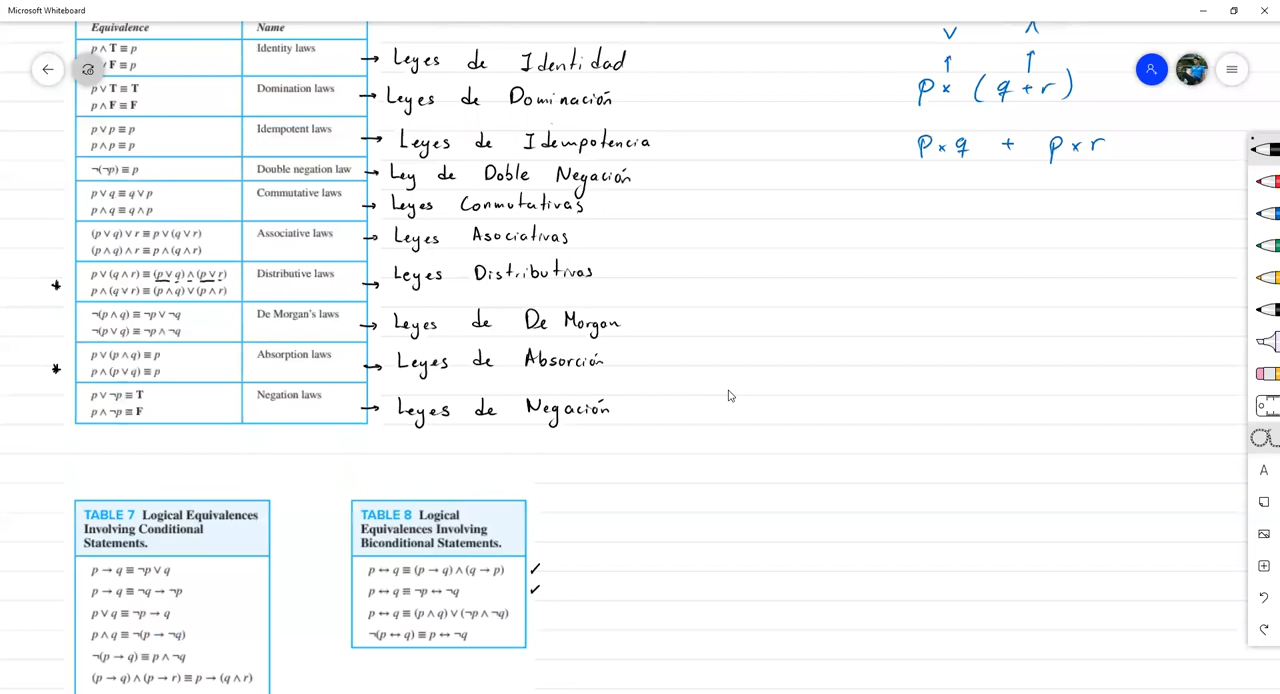 Microsoft Whiteboard
Equivalence Name
p ∧ T ≡ p Identity laws → Leyes de Identidad
F ≡ p
p ∨ T ≡ T Domination laws → Leyes de Dominación
p ∧ F ≡ F
p ∨ p ≡ p Idempotent laws → Leyes de Idempotencia
p ∧ p ≡ p
¬(¬p) ≡ p Double negation law → Ley de Doble Negación
p ∨ q ≡ q ∨ p Commutative laws → Leyes Conmutativas
p ∧ q ≡ q ∧ p
(p ∨ q) ∨ r ≡ p ∨ (q ∨ r) Associative laws → Leyes Asociativas
(p ∧ q) ∧ r ≡ p ∧ (q ∧ r)
* p ∨ (q ∧ r) ≡ (p ∨ q) ∧ (p ∨ r) Distributive laws → Leyes Distributivas
p ∧ (q ∨ r) ≡ (p ∧ q) ∨ (p ∧ r)
¬(p ∧ q) ≡ ¬p ∨ ¬q De Morgan's laws → Leyes de De Morgan
¬(p ∨ q) ≡ ¬p ∧ ¬q
* p ∨ (p ∧ q) ≡ p Absorption laws → Leyes de Absorción
p ∧ (p ∨ q) ≡ p
p ∨ ¬p ≡ T Negation laws → Leyes de Negación
p ∧ ¬p ≡ F
∨ ∧
↑ ↑
p × (q + r)
p × q + p × r
TABLE 7 Logical Equivalences
Involving Conditional
Statements.
p → q ≡ ¬p ∨ q
p → q ≡ ¬q → ¬p
p ∨ q ≡ ¬p → q
p ∧ q ≡ ¬(p → ¬q)
¬(p → q) ≡ p ∧ ¬q
(p → q) ∧ (p → r) ≡ p → (q ∧ r)
TABLE 8 Logical
Equivalences Involving
Biconditional Statements.
p ↔ q ≡ (p → q) ∧ (q → p) ✓
p ↔ q ≡ ¬p ↔ ¬q ✓
p ↔ q ≡ (p ∧ q) ∨ (¬p ∧ ¬q)
¬(p ↔ q) ≡ p ↔ ¬q
A